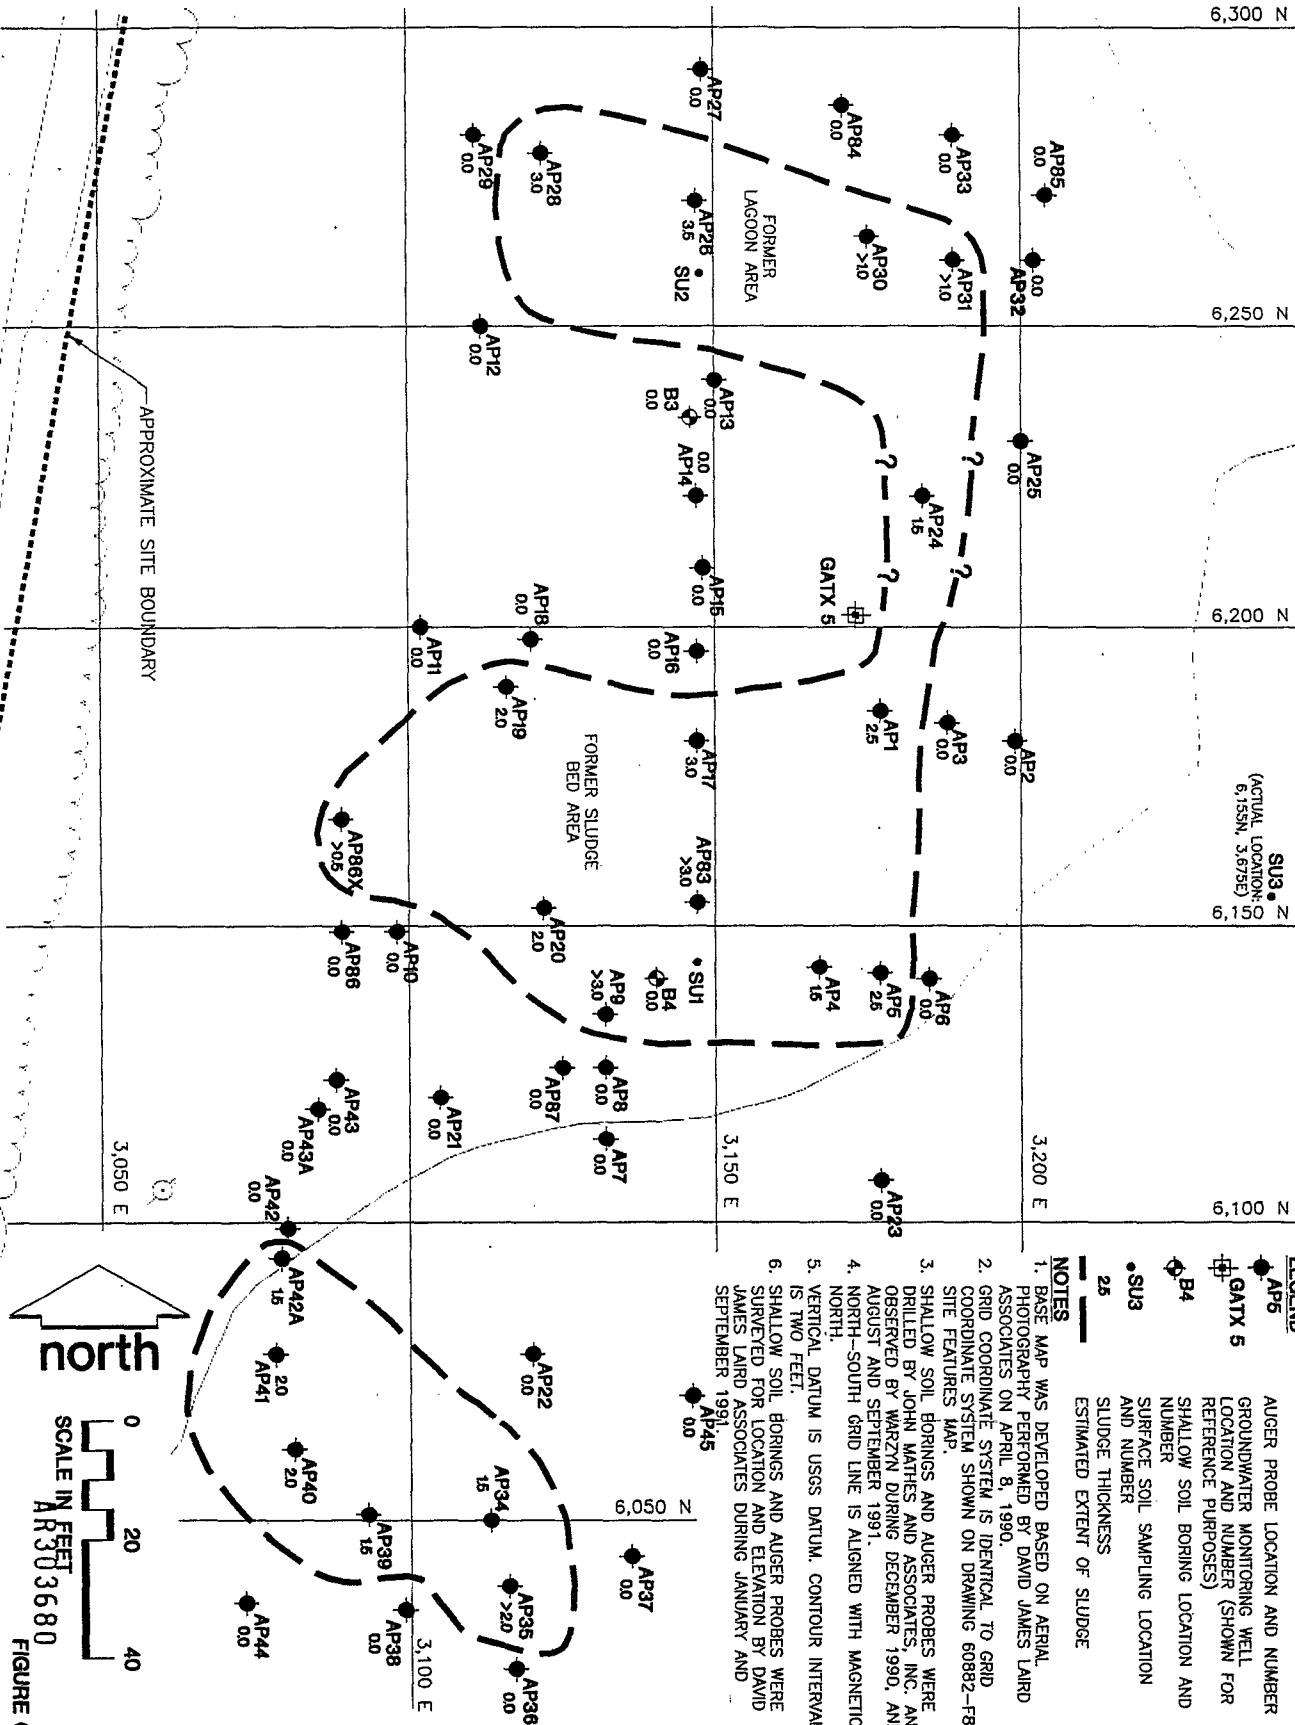 6,300 N
6,250 N
6,200 N
6,150 N
6,100 N
6,050 N
3,050 E
3,100 E
3,150 E
3,200 E
AP27
0.0
AP84
0.0
AP33
0.0
AP85
0.0
AP29
0.0
AP28
3.0
AP26
3.5
SU2
FORMER
LAGOON AREA
AP30
>1.0
AP31
>1.0
0.0
AP32
AP12
0.0
AP13
0.0
B3
0.0
0.0
AP14
AP15
0.0
AP25
0.0
AP24
1.5
?
?
?
?
GATX 5
APPROXIMATE SITE BOUNDARY
AP11
0.0
AP18
0.0
AP16
0.0
AP19
2.0
AP17
3.0
AP1
2.5
AP3
0.0
AP2
0.0
FORMER SLUDGE
BED AREA
AP86X
>0.5
AP83
>3.0
SU3
(ACTUAL LOCATION:
6,155N, 3,675E)
AP86
0.0
AP10
0.0
AP20
2.0
SU1
B4
0.0
AP9
>3.0
AP4
1.5
AP5
2.5
AP6
0.0
AP43
0.0
AP43A
0.0
AP21
0.0
AP87
0.0
AP8
0.0
AP7
0.0
AP23
0.0
AP42
0.0
AP42A
1.5
2.0
AP41
AP40
2.0
AP39
1.5
AP22
0.0
AP45
0.0
AP34
1.5
AP37
0.0
AP35
>2.0
AP36
0.0
AP38
0.0
AP44
0.0
north
0 20 40
SCALE IN FEET
AR303680
LEGEND
AP5 AUGER PROBE LOCATION AND NUMBER
GATX 5 GROUNDWATER MONITORING WELL
LOCATION AND NUMBER (SHOWN FOR
REFERENCE PURPOSES)
B4 SHALLOW SOIL BORING LOCATION AND
NUMBER
SU3 SURFACE SOIL SAMPLING LOCATION
AND NUMBER
2.5 SLUDGE THICKNESS
ESTIMATED EXTENT OF SLUDGE
NOTES
1. BASE MAP WAS DEVELOPED BASED ON AERIAL
PHOTOGRAPHY PERFORMED BY DAVID JAMES LAIRD
ASSOCIATES ON APRIL 8, 1990.
2. GRID COORDINATE SYSTEM IS IDENTICAL TO GRID
COORDINATE SYSTEM SHOWN ON DRAWING 60882-F8
SITE FEATURES MAP.
3. SHALLOW SOIL BORINGS AND AUGER PROBES WERE
DRILLED BY JOHN MATHES AND ASSOCIATES, INC. AN
OBSERVED BY WARZYN DURING DECEMBER 1990, AN
AUGUST AND SEPTEMBER 1991.
4. NORTH-SOUTH GRID LINE IS ALIGNED WITH MAGNETIC
NORTH.
5. VERTICAL DATUM IS USGS DATUM. CONTOUR INTERVAL
IS TWO FEET.
6. SHALLOW SOIL BORINGS AND AUGER PROBES WERE
SURVEYED FOR LOCATION AND ELEVATION BY DAVID
JAMES LAIRD ASSOCIATES DURING JANUARY AND
SEPTEMBER 1991.
FIGURE